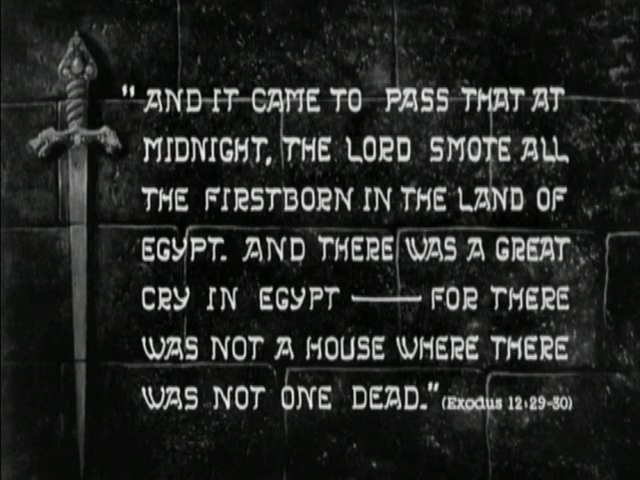 "AND IT CAME TO PASS THAT AT
MIDNIGHT, THE LORD SMOTE ALL
THE FIRSTBORN IN THE LAND OF
EGYPT. AND THERE WAS A GREAT
CRY IN EGYPT — FOR THERE
WAS NOT A HOUSE WHERE THERE
WAS NOT ONE DEAD." (Exodus 12:29-30)